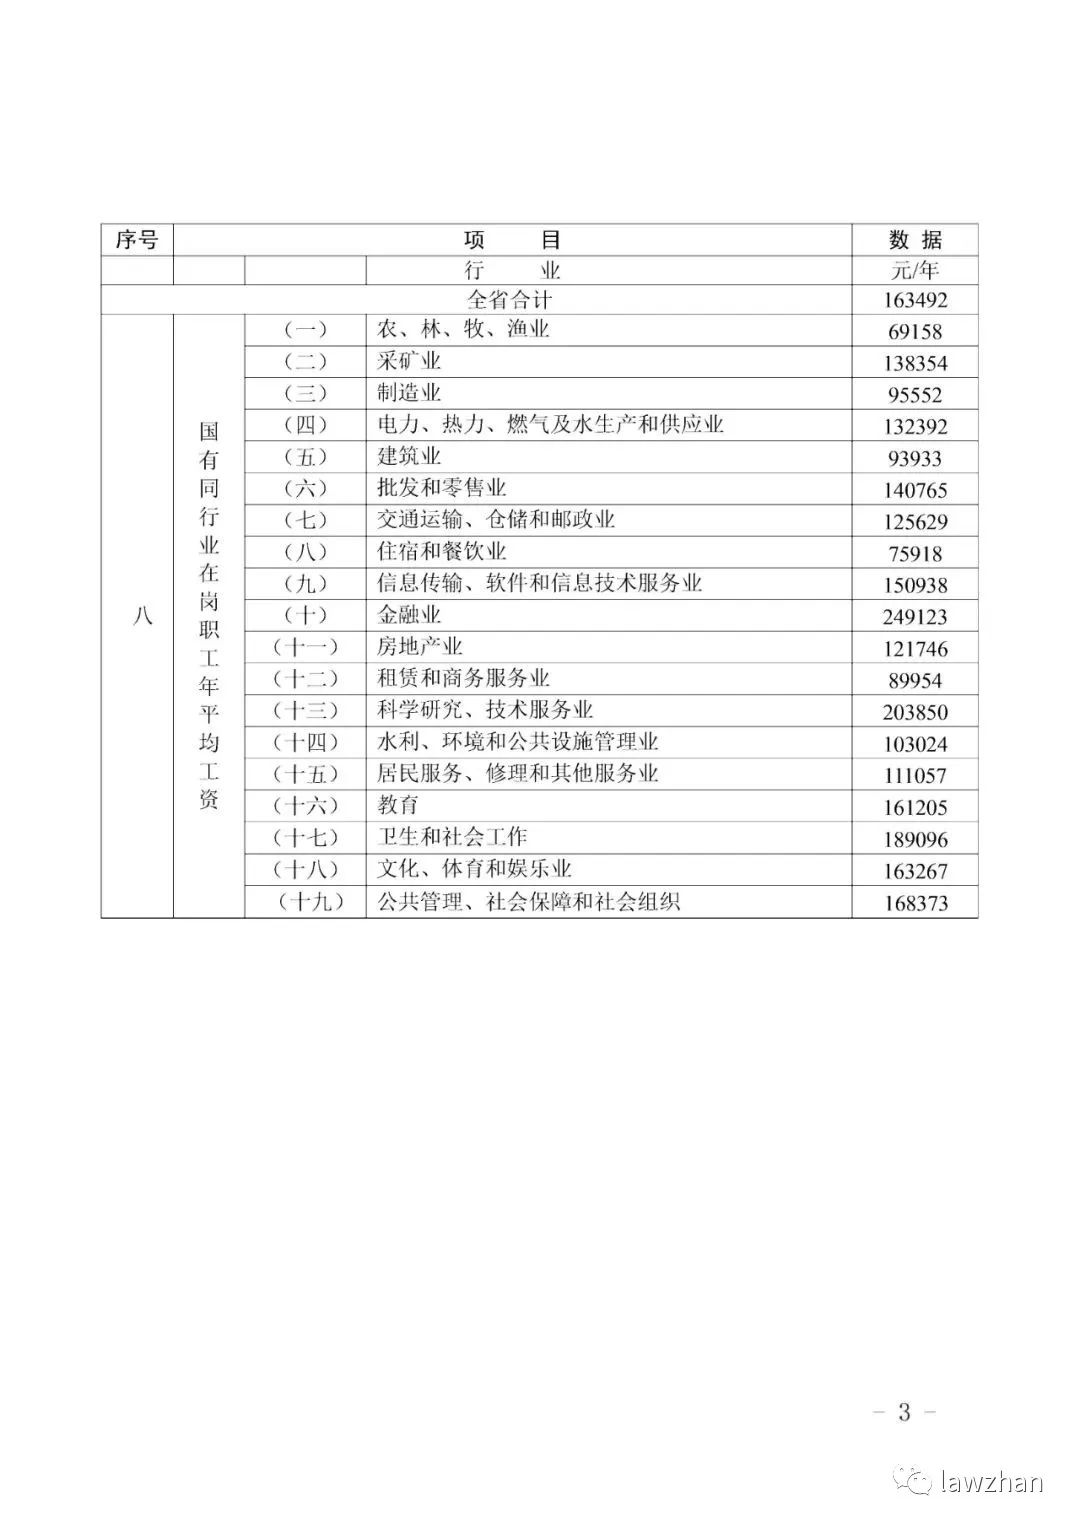 序号 项 目 数 据
行 业 元/年
全省合计 163492
八 国有同行业在岗职工年平均工资
（一） 农、林、牧、渔业 69158
（二） 采矿业 138354
（三） 制造业 95552
（四） 电力、热力、燃气及水生产和供应业 132392
（五） 建筑业 93933
（六） 批发和零售业 140765
（七） 交通运输、仓储和邮政业 125629
（八） 住宿和餐饮业 75918
（九） 信息传输、软件和信息技术服务业 150938
（十） 金融业 249123
（十一） 房地产业 121746
（十二） 租赁和商务服务业 89954
（十三） 科学研究、技术服务业 203850
（十四） 水利、环境和公共设施管理业 103024
（十五） 居民服务、修理和其他服务业 111057
（十六） 教育 161205
（十七） 卫生和社会工作 189096
（十八） 文化、体育和娱乐业 163267
（十九） 公共管理、社会保障和社会组织 168373
- 3 -
lawzhan